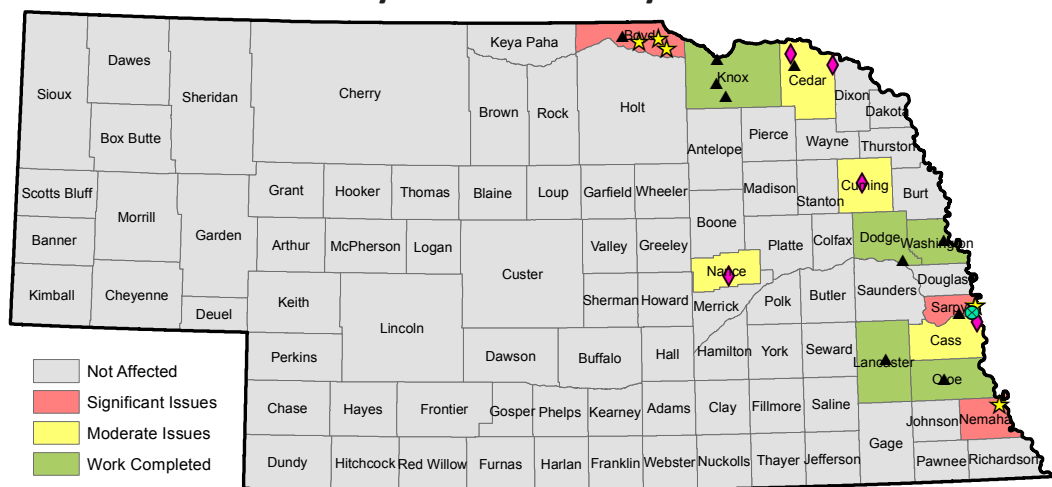 Keya Paha
Boyd
Dawes
Sioux
Sheridan
Cherry
Brown
Rock
Holt
Knox
Cedar
Dixon
Dakota
Box Butte
Antelope
Pierce
Wayne
Thurston
Scotts Bluff
Morrill
Garden
Grant
Hooker
Thomas
Blaine
Loup
Garfield
Wheeler
Madison
Stanton
Cuming
Burt
Banner
Arthur
McPherson
Logan
Custer
Valley
Greeley
Boone
Platte
Colfax
Dodge
Washington
Kimball
Cheyenne
Deuel
Keith
Lincoln
Sherman
Howard
Nance
Merrick
Polk
Butler
Saunders
Douglas
Sarpy
Perkins
Dawson
Buffalo
Hall
Hamilton
York
Seward
Lancaster
Cass
Otoe
Chase
Hayes
Frontier
Gosper
Phelps
Kearney
Adams
Clay
Fillmore
Saline
Gage
Johnson
Nemaha
Dundy
Hitchcock
Red Willow
Furnas
Harlan
Franklin
Webster
Nuckolls
Thayer
Jefferson
Pawnee
Richardson
Not Affected
Significant Issues
Moderate Issues
Work Completed